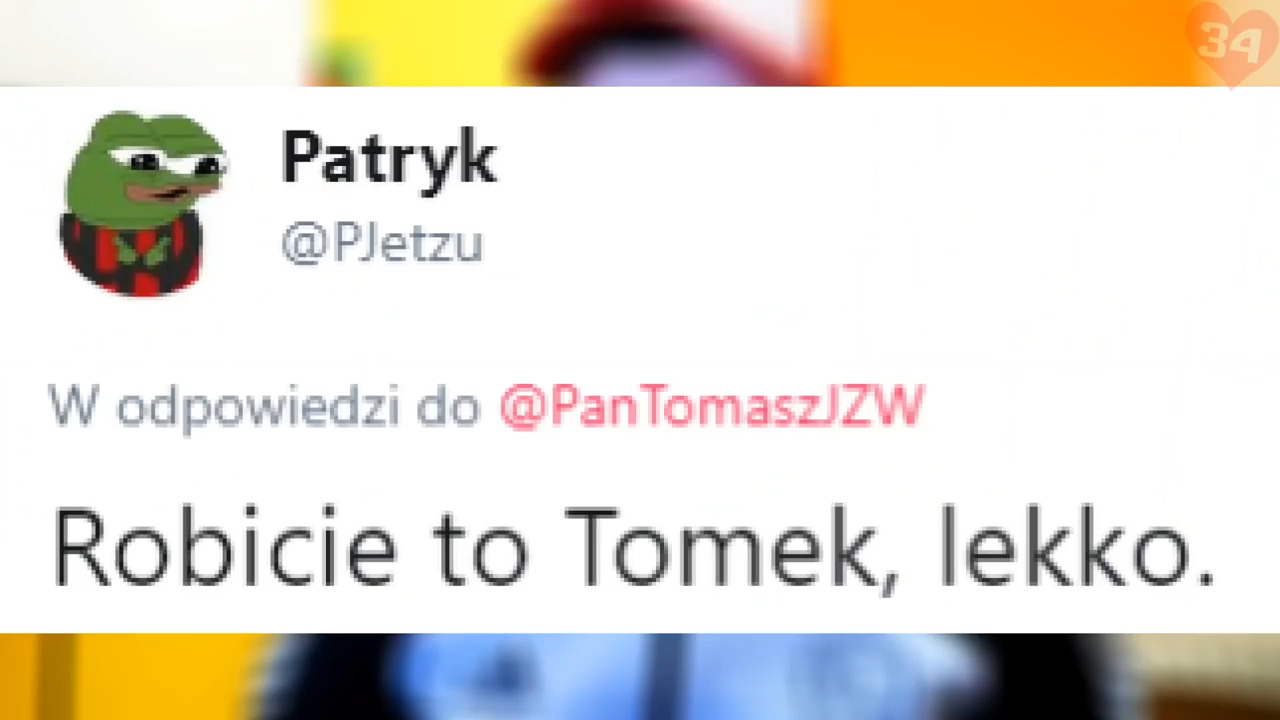 34
Patryk
@PJetzu
W odpowiedzi do @PanTomaszJZW
Robicie to Tomek, lekko.